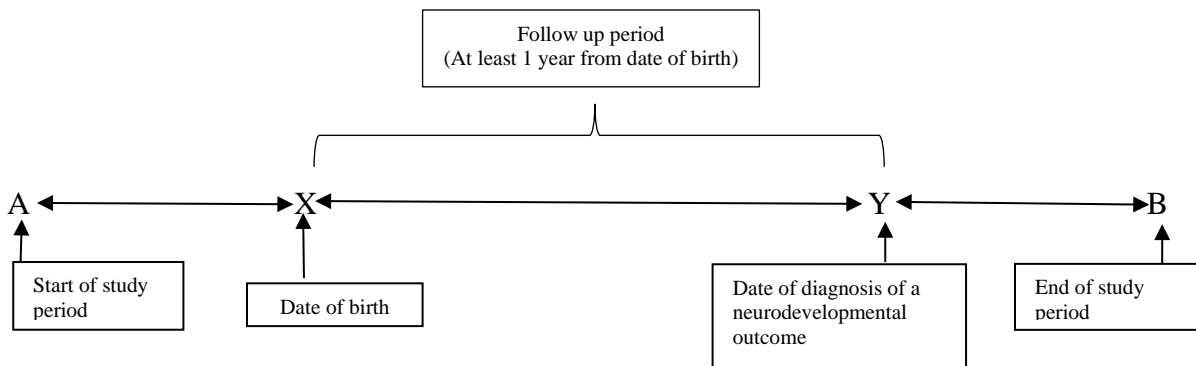 Follow up period
(At least 1 year from date of birth)
A
X
Y
B
Start of study
period
Date of birth
Date of diagnosis of a
neurodevelopmental
outcome
End of study
period